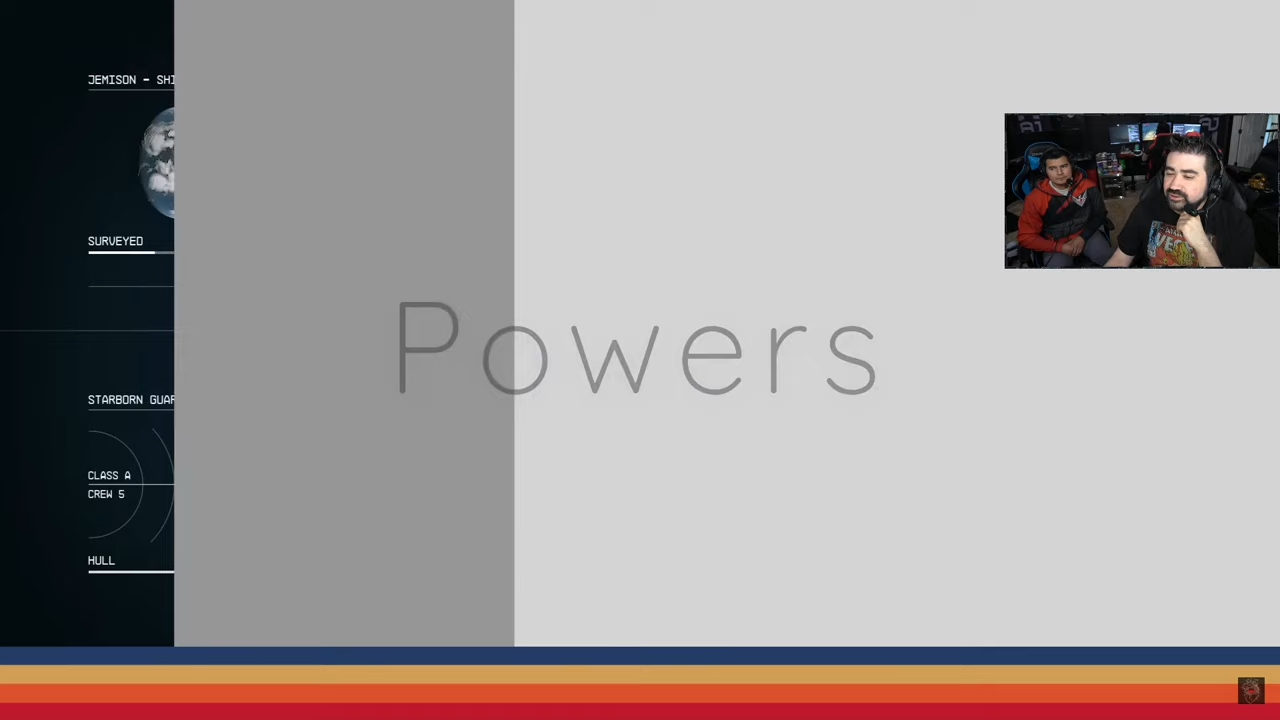 JEMISON – SHI
SURVEYED
Powers
STARBORN GUAR
CLASS A
CREW 5
HULL